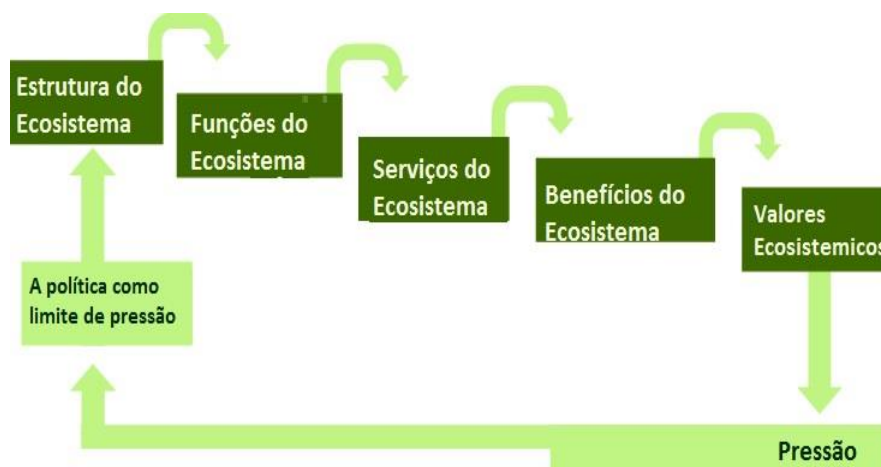 Estrutura do
Ecosistema
Funções do
Ecosistema
Serviços do
Ecosistema
Benefícios do
Ecosistema
Valores
Ecosistemicos
A política como
limite de pressão
Pressão